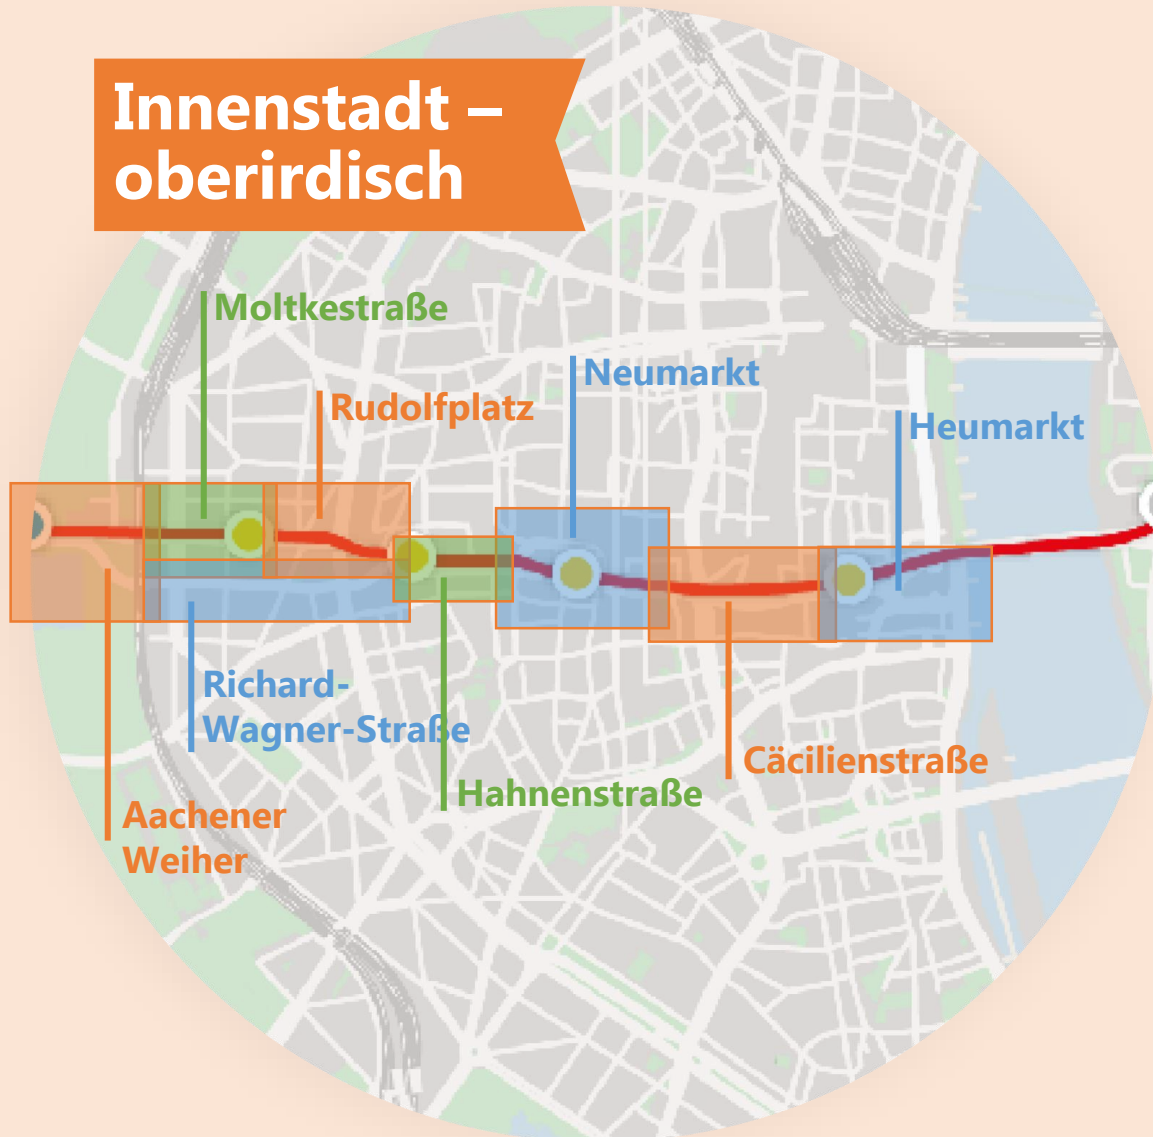 Innenstadt –
oberirdisch
Moltkestraße
Rudolfplatz
Neumarkt
Heumarkt
Richard-
Wagner-Straße
Hahnenstraße
Cäcilienstraße
Aachener
Weiher